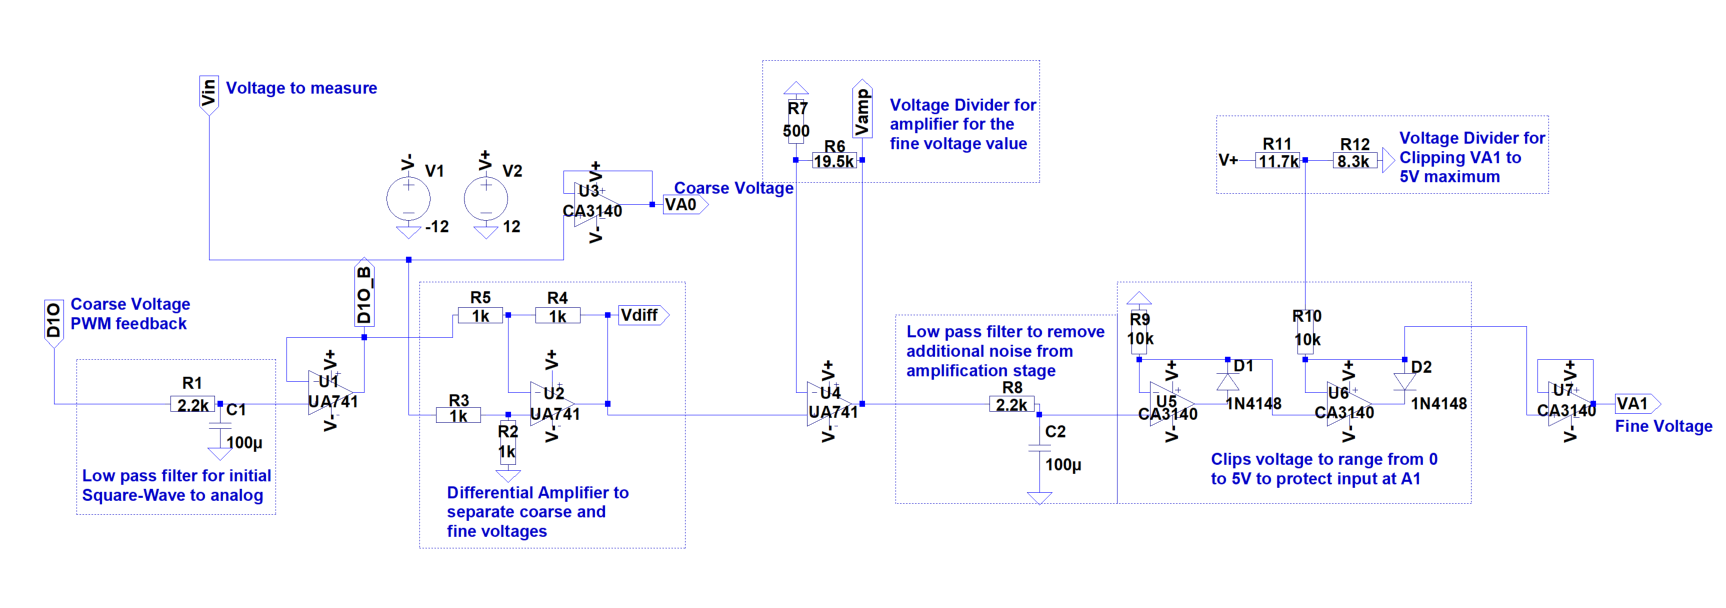 Vin
Voltage to measure
V-
V1
-12
V+
V2
12
V+
U3
CA3140
V-
Coarse Voltage
VA0
R7
500
R6
19.5k
Vamp
Voltage Divider for
amplifier for the
fine voltage value
V+
R11
11.7k
R12
8.3k
Voltage Divider for
Clipping VA1 to
5V maximum
D1O
Coarse Voltage
PWM feedback
D1O_B
R1
2.2k
C1
100µ
V+
U1
UA741
V-
Low pass filter for initial
Square-Wave to analog
R5
1k
R4
1k
Vdiff
R3
1k
R2
1k
V+
U2
UA741
V-
Differential Amplifier to
separate coarse and
fine voltages
V+
U4
UA741
V-
Low pass filter to remove
additional noise from
amplification stage
R8
2.2k
C2
100µ
R9
10k
V+
U5
CA3140
V-
D1
1N4148
R10
10k
V+
U6
CA3140
V-
D2
1N4148
Clips voltage to range from 0
to 5V to protect input at A1
V+
U7
CA3140
V-
VA1
Fine Voltage